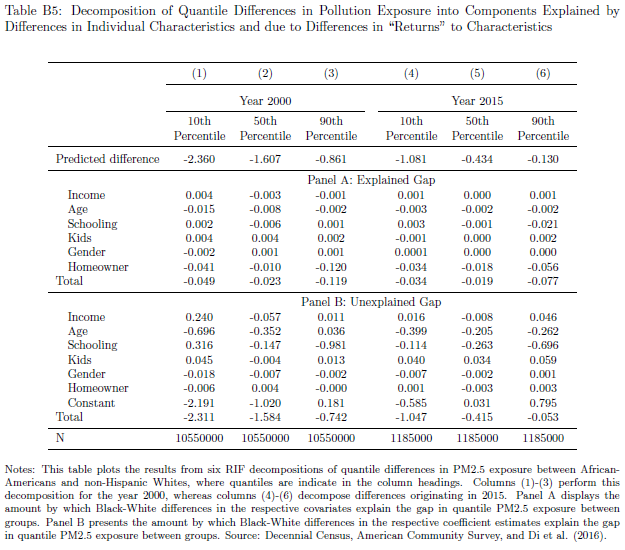 Table B5: Decomposition of Quantile Differences in Pollution Exposure into Components Explained by
Differences in Individual Characteristics and due to Differences in “Returns” to Characteristics
(1) (2) (3) (4) (5) (6)
Year 2000 Year 2015
10th 50th 90th 10th 50th 90th
Percentile Percentile Percentile Percentile Percentile Percentile
Predicted difference -2.360 -1.607 -0.861 -1.081 -0.434 -0.130
Panel A: Explained Gap
Income 0.004 -0.003 -0.001 0.001 0.000 0.001
Age -0.015 -0.008 -0.002 -0.003 -0.002 -0.002
Schooling 0.002 -0.006 0.001 0.003 -0.001 -0.021
Kids 0.004 0.004 0.002 -0.001 0.000 0.002
Gender -0.002 0.001 0.001 0.0001 0.000 0.000
Homeowner -0.041 -0.010 -0.120 -0.034 -0.018 -0.056
Total -0.049 -0.023 -0.119 -0.034 -0.019 -0.077
Panel B: Unexplained Gap
Income 0.240 -0.057 0.011 0.016 -0.008 0.046
Age -0.696 -0.352 0.036 -0.399 -0.205 -0.262
Schooling 0.316 -0.147 -0.981 -0.114 -0.263 -0.696
Kids 0.045 -0.004 0.013 0.040 0.034 0.059
Gender -0.018 -0.007 -0.002 -0.007 -0.002 0.001
Homeowner -0.006 0.004 -0.000 0.001 -0.003 0.003
Constant -2.191 -1.020 0.181 -0.585 0.031 0.795
Total -2.311 -1.584 -0.742 -1.047 -0.415 -0.053
N 10550000 10550000 10550000 1185000 1185000 1185000
Notes: This table plots the results from six RIF decompositions of quantile differences in PM2.5 exposure between African-
Americans and non-Hispanic Whites, where quantiles are indicate in the column headings. Columns (1)-(3) perform this
decomposition for the year 2000, whereas columns (4)-(6) decompose differences originating in 2015. Panel A displays the
amount by which Black-White differences in the respective covariates explain the gap in quantile PM2.5 exposure between
groups. Panel B presents the amount by which Black-White differences in the respective coefficient estimates explain the gap
in quantile PM2.5 exposure between groups. Source: Decennial Census, American Community Survey, and Di et al. (2016).